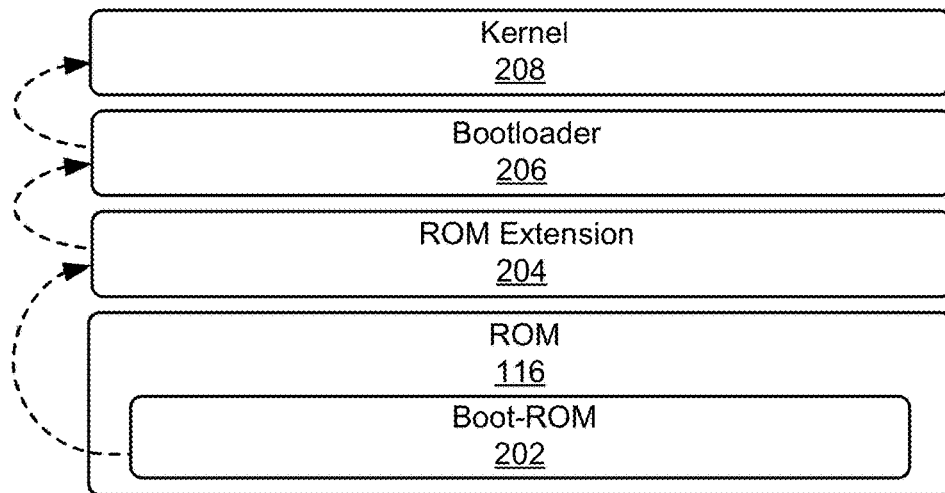 Kernel
208
Bootloader
206
ROM Extension
204
ROM
116
Boot-ROM
202